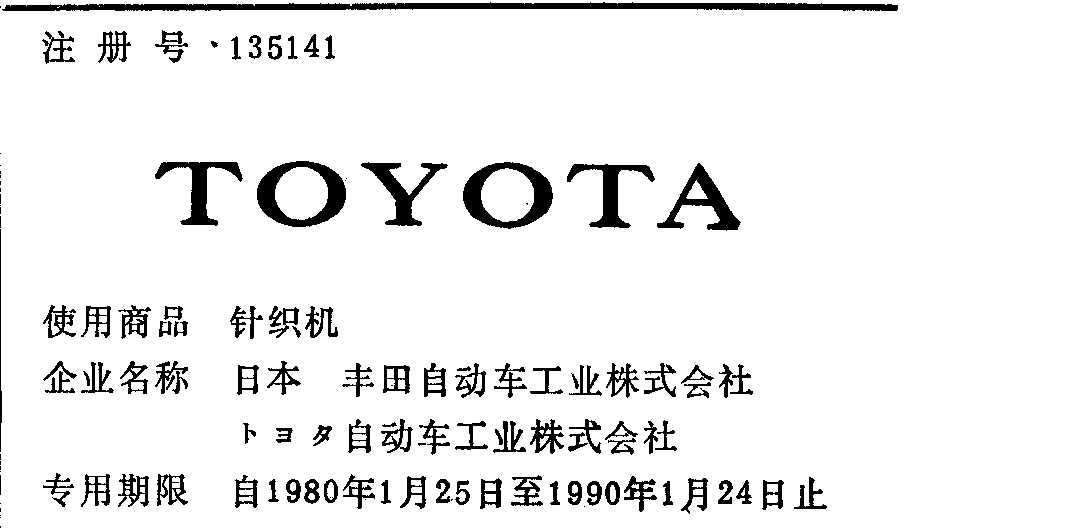 注 册 号 · 135141
TOYOTA
使用商品 针织机
企业名称 日本 丰田自动车工业株式会社
トヨタ自动车工业株式会社
专用期限 自1980年1月25日至1990年1月24日止